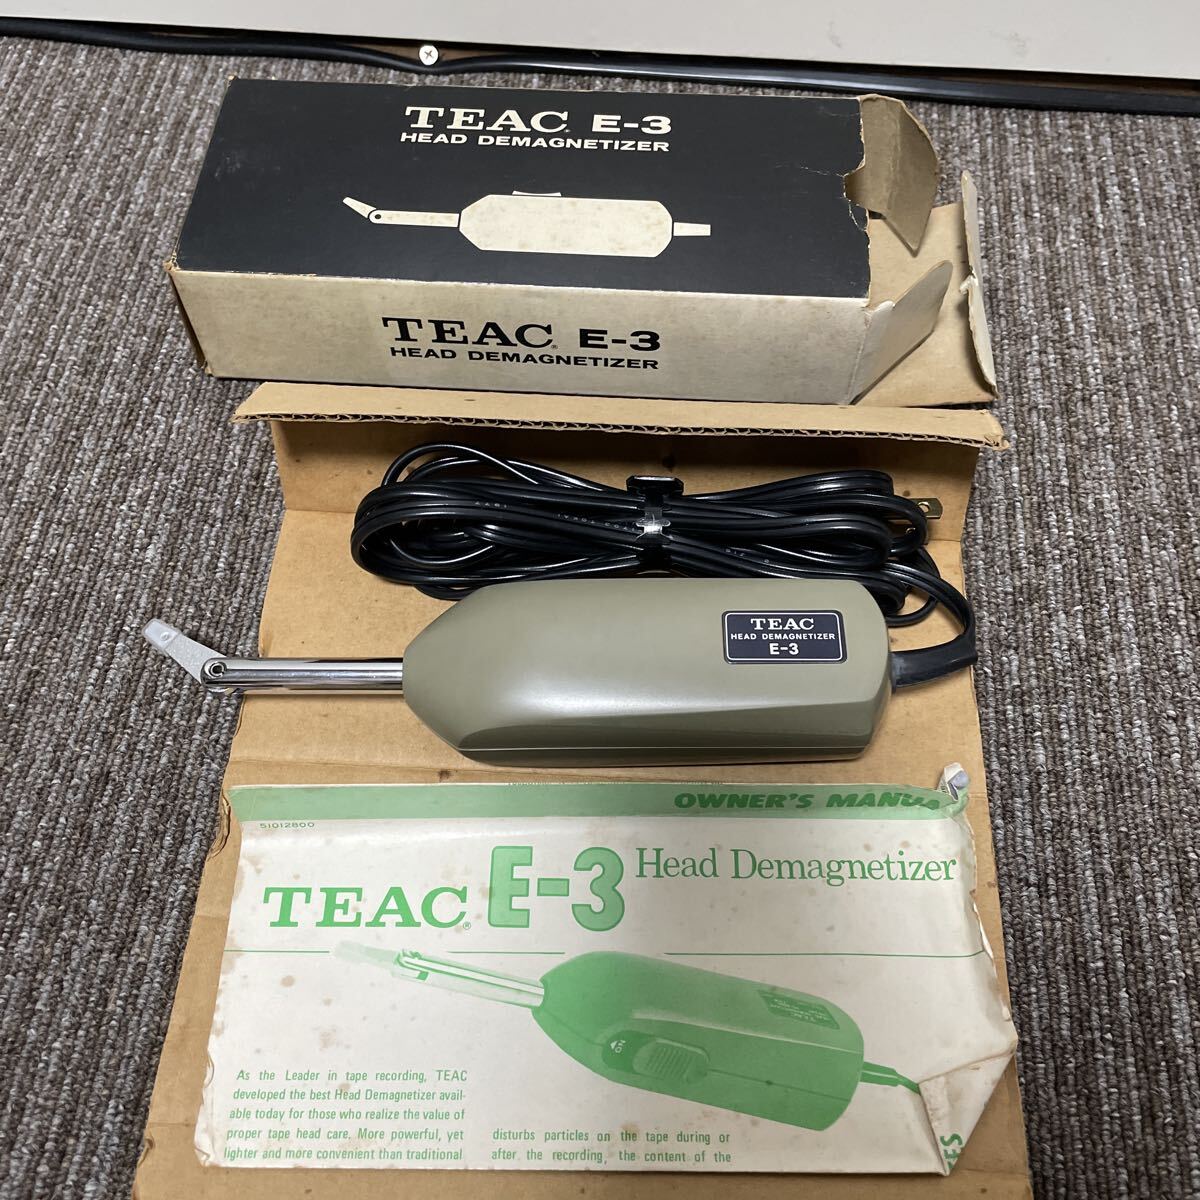 TEAC® E-3
HEAD DEMAGNETIZER
TEAC® E-3
HEAD DEMAGNETIZER
TEAC
HEAD DEMAGNETIZER
E-3
OWNER'S MANUA
51012800
TEAC® E-3 Head Demagnetizer
NO
As the Leader in tape recording, TEAC
developed the best Head Demagnetizer avail-
able today for those who realize the value of
proper tape head care. More powerful, yet
lighter and more convenient than traditional
disturbs particles on the tape during or
after the recording, the content of the